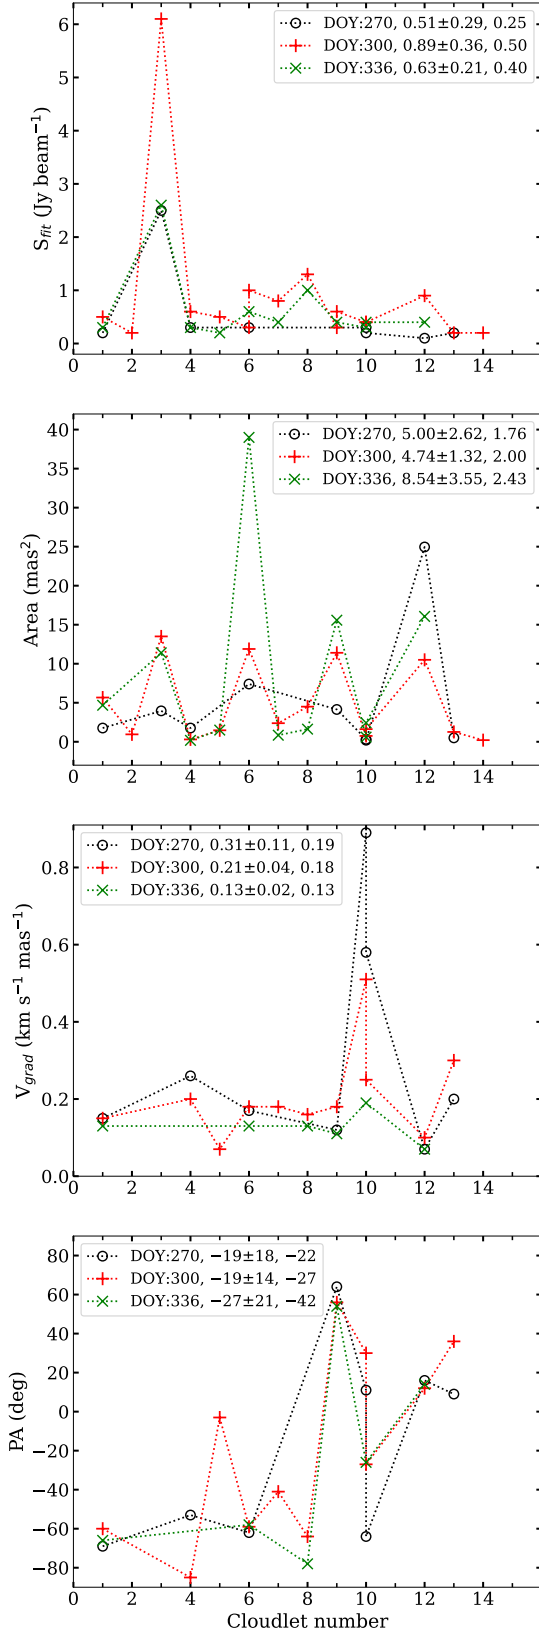 DOY:270, 0.51±0.29, 0.25
DOY:300, 0.89±0.36, 0.50
DOY:336, 0.63±0.21, 0.40
S_fit (Jy beam⁻¹)
6
5
4
3
2
1
0
0 2 4 6 8 10 12 14
DOY:270, 5.00±2.62, 1.76
DOY:300, 4.74±1.32, 2.00
DOY:336, 8.54±3.55, 2.43
Area (mas²)
40
35
30
25
20
15
10
5
0
0 2 4 6 8 10 12 14
DOY:270, 0.31±0.11, 0.19
DOY:300, 0.21±0.04, 0.18
DOY:336, 0.13±0.02, 0.13
V_grad (km s⁻¹ mas⁻¹)
0.8
0.6
0.4
0.2
0.0
0 2 4 6 8 10 12 14
DOY:270, −19±18, −22
DOY:300, −19±14, −27
DOY:336, −27±21, −42
PA (deg)
80
60
40
20
0
−20
−40
−60
−80
0 2 4 6 8 10 12 14
Cloudlet number